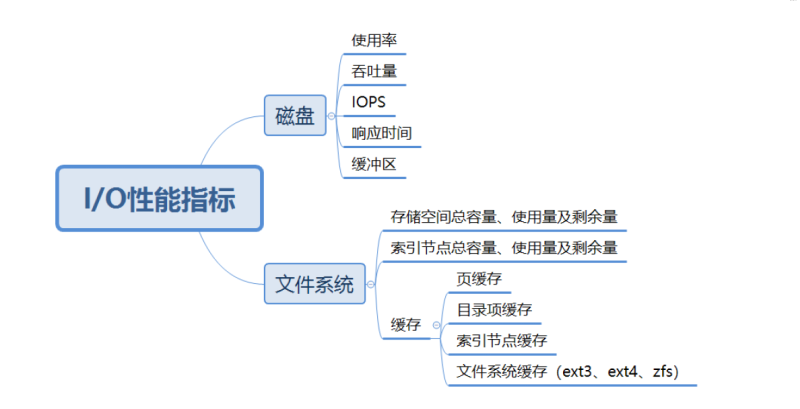 I/O性能指标
磁盘
使用率
吞吐量
IOPS
响应时间
缓冲区
文件系统
存储空间总容量、使用量及剩余量
索引节点总容量、使用量及剩余量
缓存
页缓存
目录项缓存
索引节点缓存
文件系统缓存（ext3、ext4、zfs）